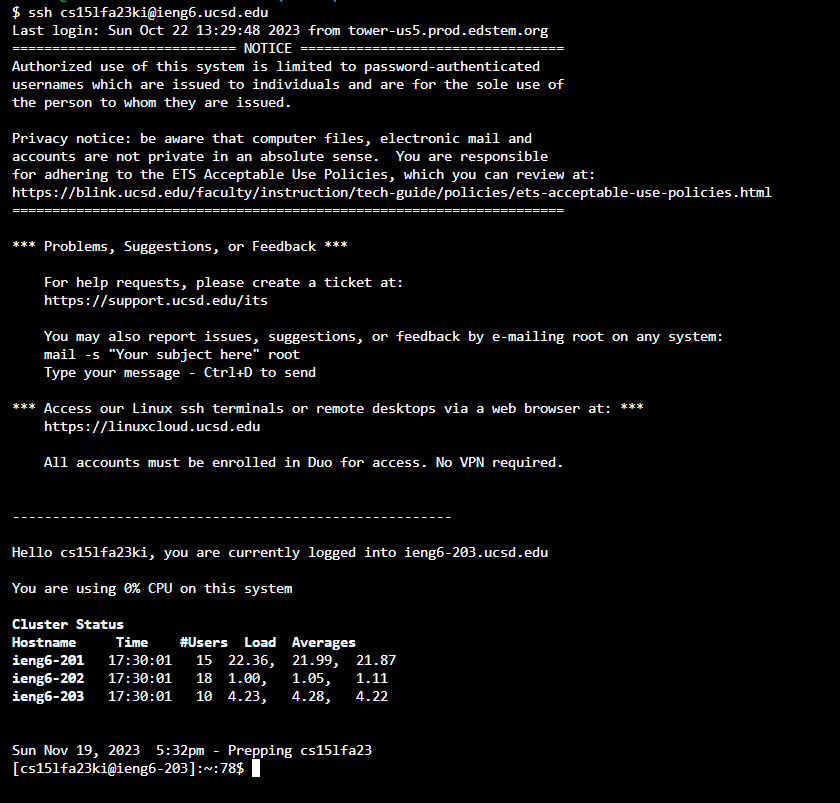 $ ssh cs15lfa23ki@ieng6.ucsd.edu
Last login: Sun Oct 22 13:29:48 2023 from tower-us5.prod.edstem.org
============================ NOTICE =================================
Authorized use of this system is limited to password-authenticated
usernames which are issued to individuals and are for the sole use of
the person to whom they are issued.

Privacy notice: be aware that computer files, electronic mail and
accounts are not private in an absolute sense.  You are responsible
for adhering to the ETS Acceptable Use Policies, which you can review at:
https://blink.ucsd.edu/faculty/instruction/tech-guide/policies/ets-acceptable-use-policies.html
=====================================================================

*** Problems, Suggestions, or Feedback ***

    For help requests, please create a ticket at:
    https://support.ucsd.edu/its

    You may also report issues, suggestions, or feedback by e-mailing root on any system:
    mail -s "Your subject here" root
    Type your message - Ctrl+D to send

*** Access our Linux ssh terminals or remote desktops via a web browser at: ***
    https://linuxcloud.ucsd.edu

    All accounts must be enrolled in Duo for access. No VPN required.


-------------------------------------------------------

Hello cs15lfa23ki, you are currently logged into ieng6-203.ucsd.edu

You are using 0% CPU on this system

Cluster Status
Hostname     Time    #Users  Load  Averages
ieng6-201   17:30:01   15  22.36,  21.99,  21.87
ieng6-202   17:30:01   18  1.00,   1.05,   1.11
ieng6-203   17:30:01   10  4.23,   4.28,   4.22


Sun Nov 19, 2023  5:32pm - Prepping cs15lfa23
[cs15lfa23ki@ieng6-203]:~:78$